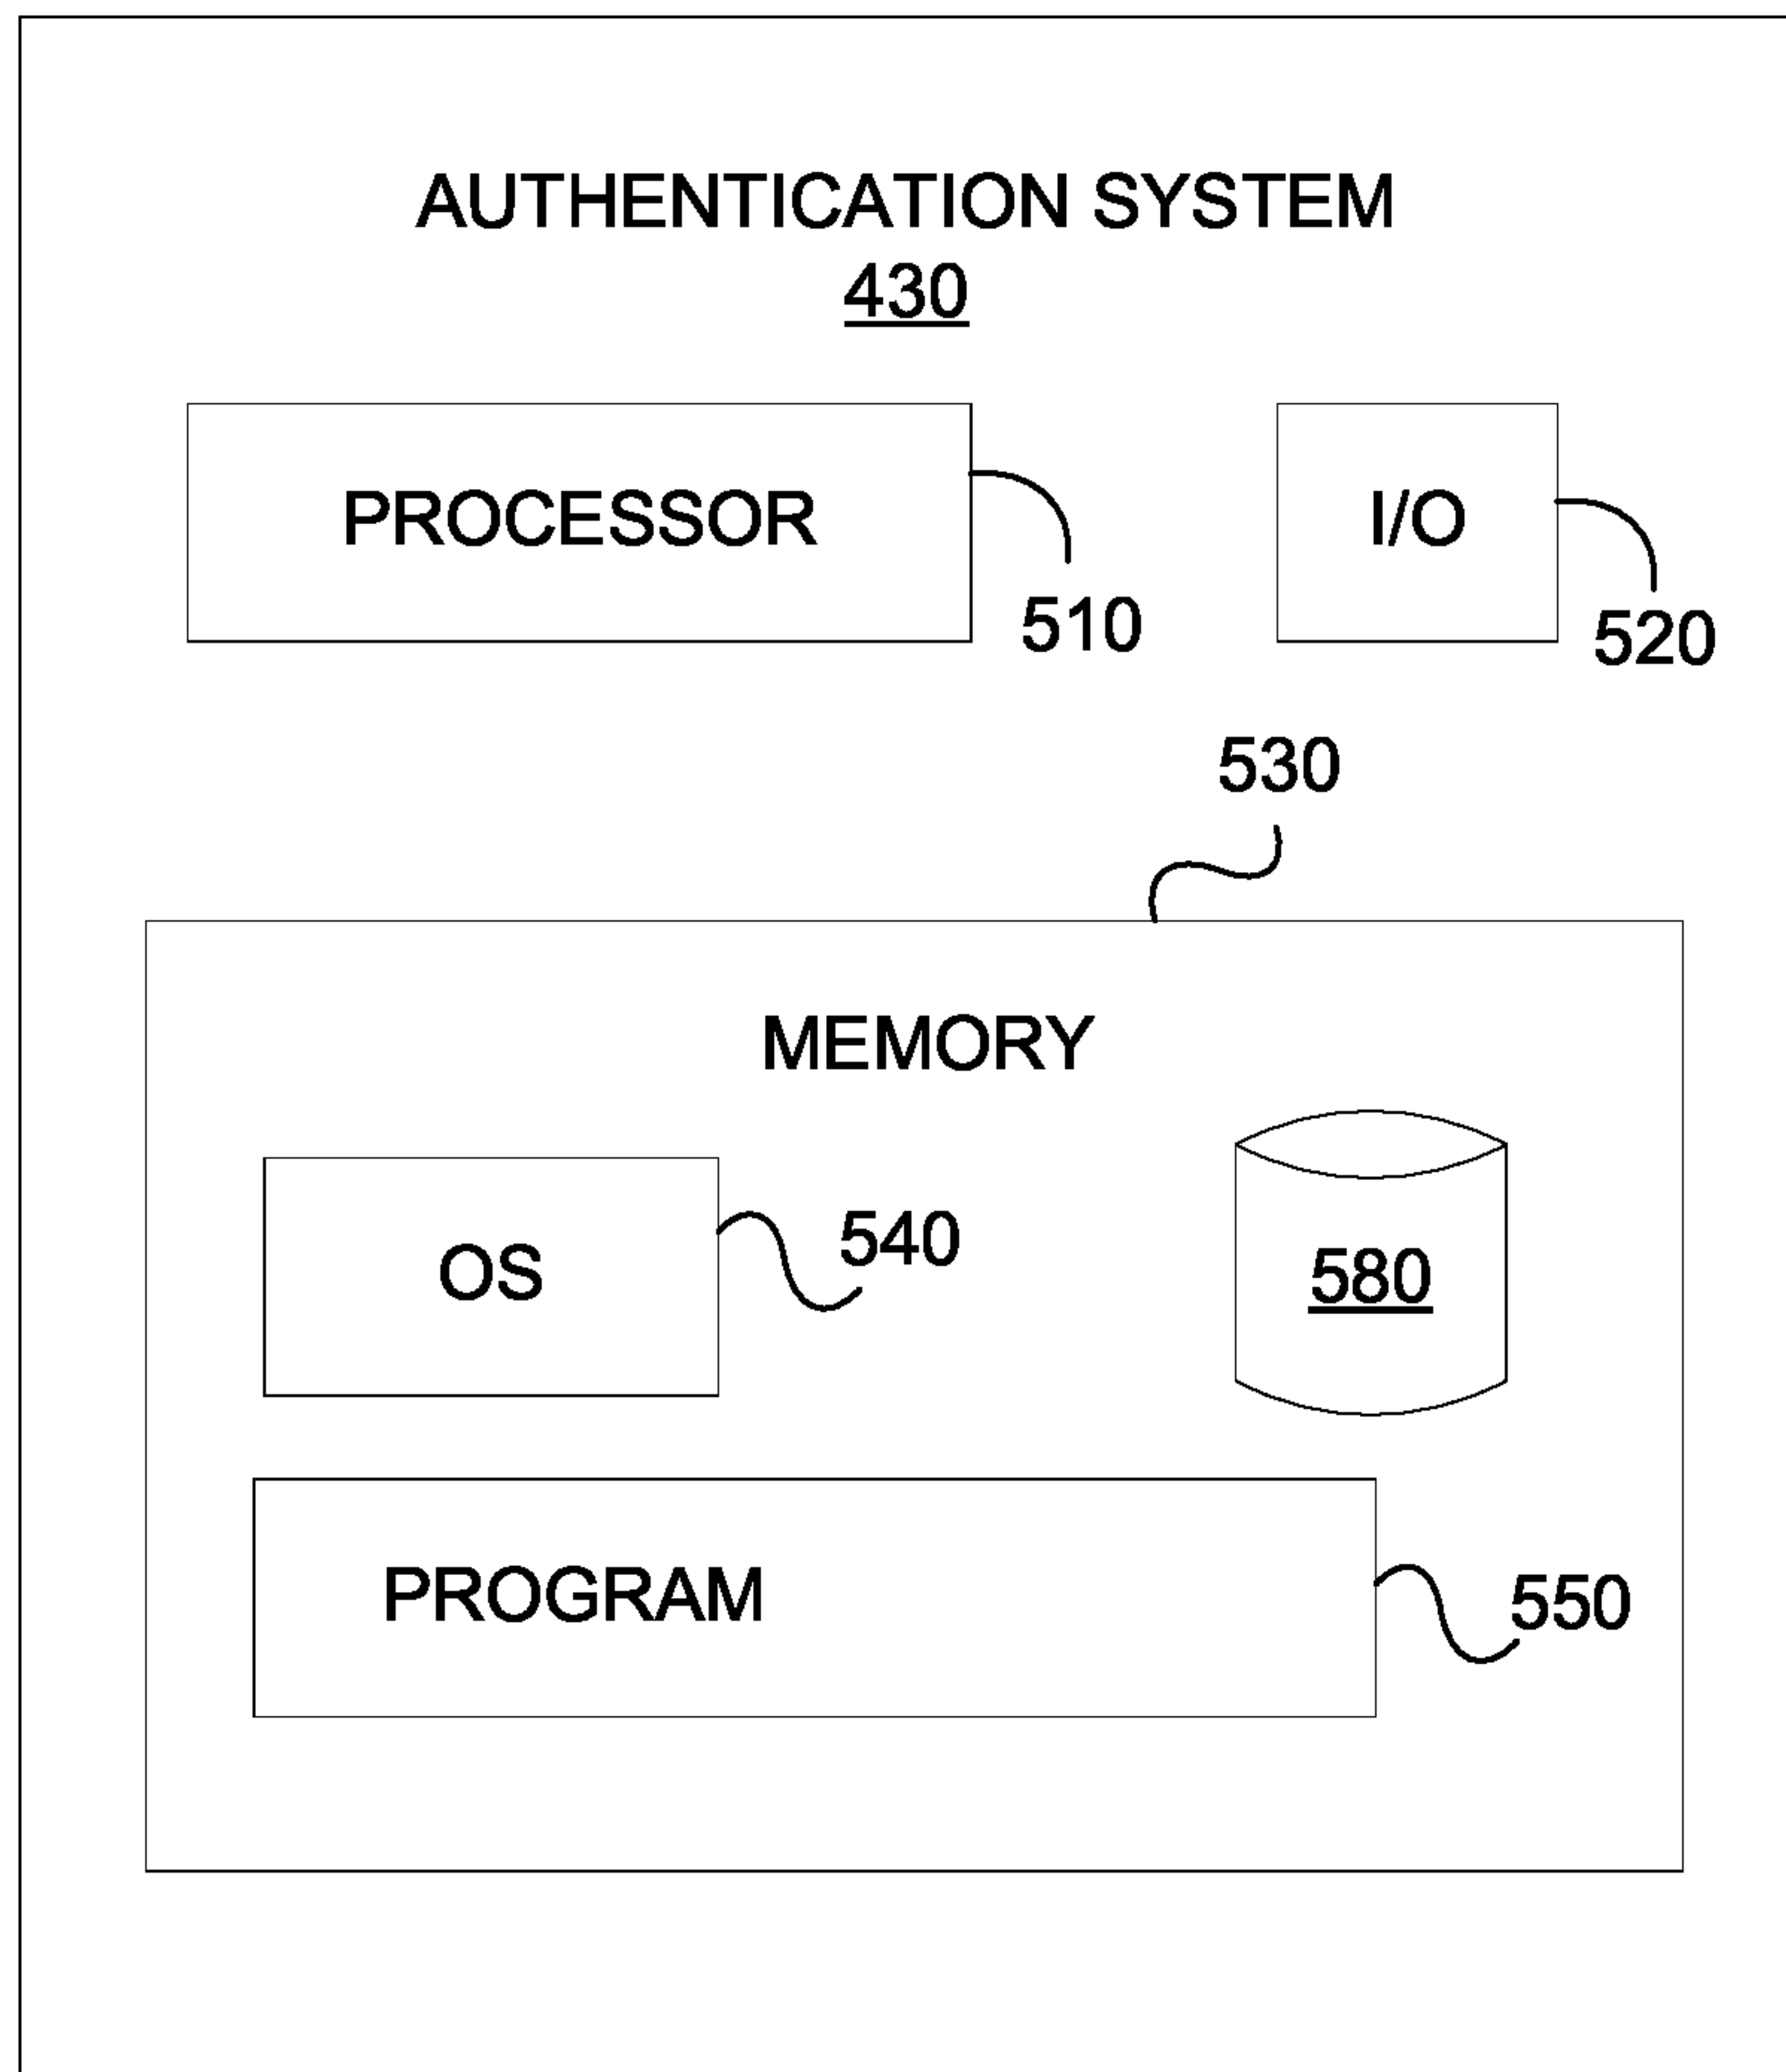 AUTHENTICATION SYSTEM
430
PROCESSOR
I/O
510
520
530
MEMORY
OS
540
580
PROGRAM
550